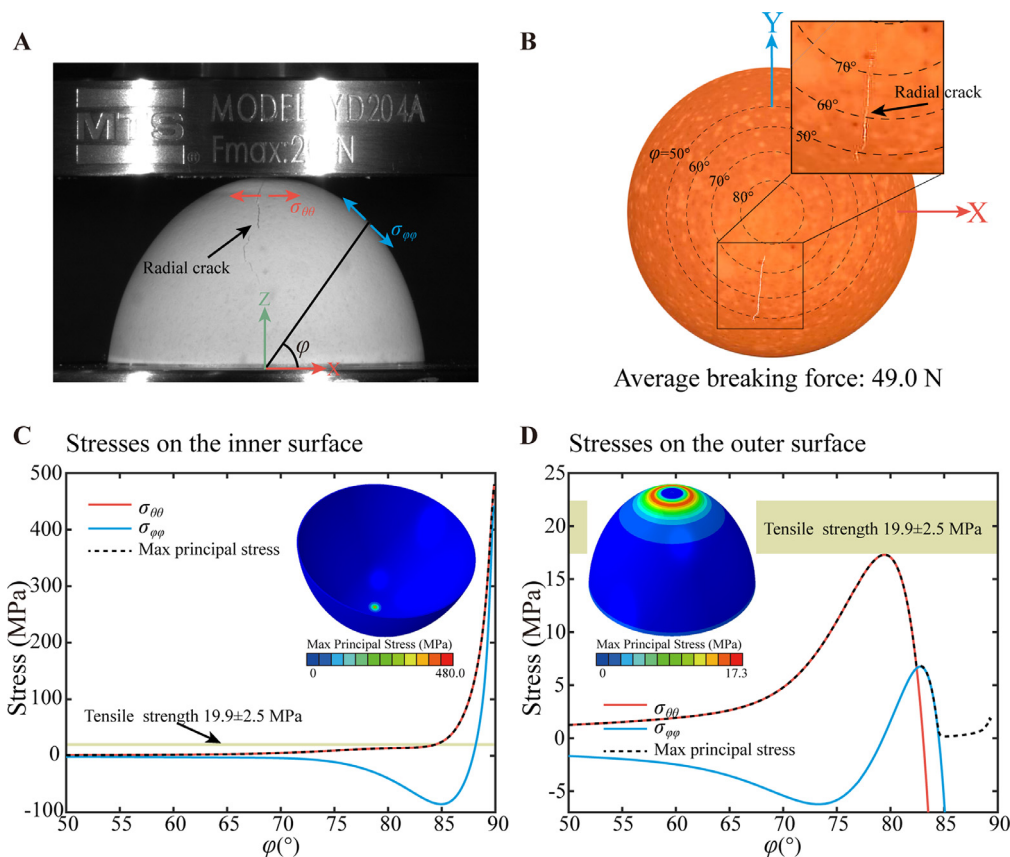 A
MTS
MODEL YD204A
Fmax:20 N
σθθ
σφφ
Radial crack
Z
φ
X
B
Y
70°
60°
50°
Radial crack
φ=50°
60°
70°
80°
X
Average breaking force: 49.0 N
C Stresses on the inner surface
Stress (MPa)
500
400
300
200
100
0
-100
σθθ
σφφ
Max principal stress
Max Principal Stress (MPa)
0 480.0
Tensile strength 19.9±2.5 MPa
50 55 60 65 70 75 80 85 90
φ(°)
D Stresses on the outer surface
Stress (MPa)
25
20
15
10
5
0
-5
Tensile strength 19.9±2.5 MPa
Max Principal Stress (MPa)
0 17.3
σθθ
σφφ
Max principal stress
50 55 60 65 70 75 80 85 90
φ(°)